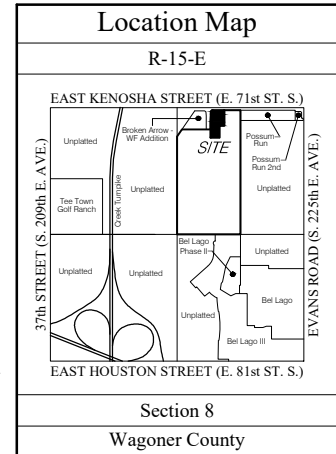 Location Map
R-15-E
EAST KENOSHA STREET (E. 71st ST. S.)
37th STREET (S. 209th E. AVE.)
Unplatted
Broken Arrow -
WF Addition
SITE
Possum
Run
Possum
Run 2nd
Unplatted
Unplatted
Tee Town
Golf Ranch
Creek Turnpike
EVANS ROAD (S. 225th E. AVE.)
Bel Lago
Phase II
Unplatted
Unplatted
Unplatted
Unplatted
Bel Lago
Bel Lago III
EAST HOUSTON STREET (E. 81st ST. S.)
Section 8
Wagoner County